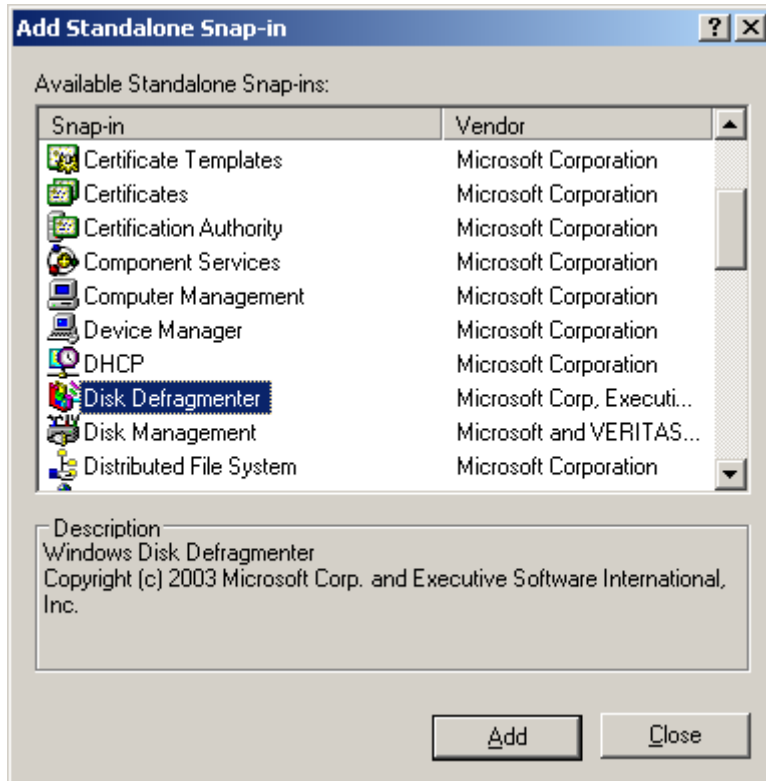 Add Standalone Snap-in
Available Standalone Snap-ins:
Snap-in Vendor
Certificate Templates Microsoft Corporation
Certificates Microsoft Corporation
Certification Authority Microsoft Corporation
Component Services Microsoft Corporation
Computer Management Microsoft Corporation
Device Manager Microsoft Corporation
DHCP Microsoft Corporation
Disk Defragmenter Microsoft Corp, Executi...
Disk Management Microsoft and VERITAS...
Distributed File System Microsoft Corporation
Description
Windows Disk Defragmenter
Copyright (c) 2003 Microsoft Corp. and Executive Software International,
Inc.
Add Close